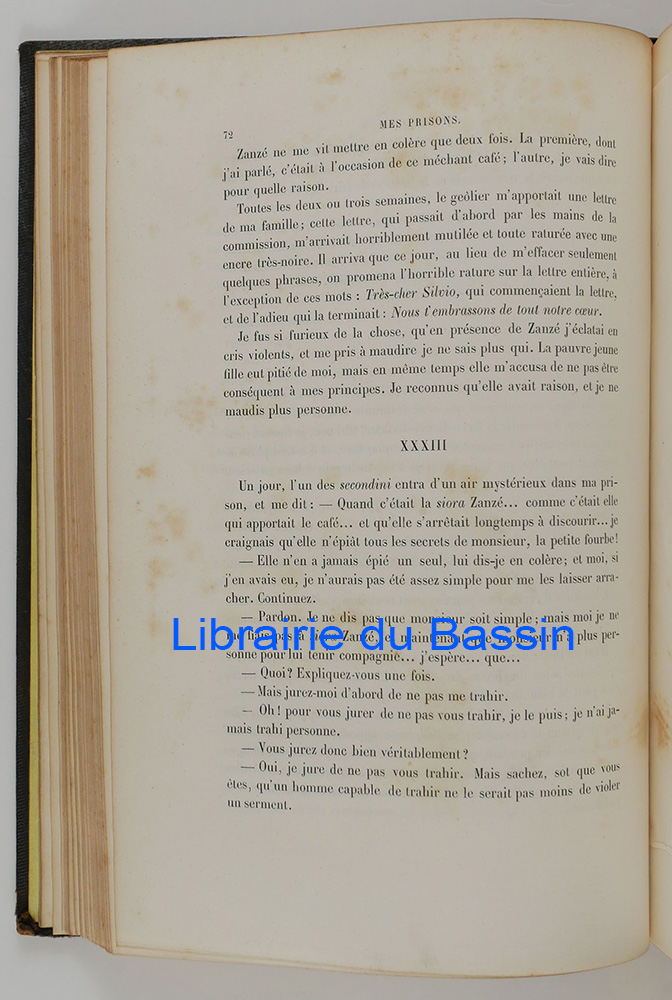 72
MES PRISONS.
Zanzé ne me vit mettre en colère que deux fois. La première, dont
j'ai parlé, c'était à l'occasion de ce méchant café; l'autre, je vais dire
pour quelle raison.
Toutes les deux ou trois semaines, le geôlier m'apportait une lettre
de ma famille; cette lettre, qui passait d'abord par les mains de la
commission, m'arrivait horriblement mutilée et toute raturée avec une
encre très-noire. Il arriva que ce jour, au lieu de m'effacer seulement
quelques phrases, on promena l'horrible rature sur la lettre entière, à
l'exception de ces mots : Très-cher Silvio, qui commençaient la lettre,
et de l'adieu qui la terminait : Nous t'embrassons de tout notre cœur.
Je fus si furieux de la chose, qu'en présence de Zanzé j'éclatai en
cris violents, et me pris à maudire je ne sais plus qui. La pauvre jeune
fille eut pitié de moi, mais en même temps elle m'accusa de ne pas être
conséquent à mes principes. Je reconnus qu'elle avait raison, et je ne
maudis plus personne.
XXXIII
Un jour, l'un des secondini entra d'un air mystérieux dans ma pri-
son, et me dit : — Quand c'était la siora Zanzé... comme c'était elle
qui apportait le café... et qu'elle s'arrêtait longtemps à discourir... je
craignais qu'elle n'épiât tous les secrets de monsieur, la petite fourbe!
— Elle n'en a jamais épié un seul, lui dis-je en colère; et moi, si
j'en avais eu, je n'aurais pas été assez simple pour me les laisser arra-
cher. Continuez.
— Pardon. Je ne dis pas que monsieur soit simple; mais moi je ne
me fiais pas à siora Zanzé, et maintenant que monsieur n'a plus per-
sonne pour lui tenir compagnie... j'espère... que...
Librairie du Bassin
— Quoi? Expliquez-vous une fois.
— Mais jurez-moi d'abord de ne pas me trahir.
— Oh! pour vous jurer de ne pas vous trahir, je le puis; je n'ai ja-
mais trahi personne.
— Vous jurez donc bien véritablement?
— Oui, je jure de ne pas vous trahir. Mais sachez, sot que vous
êtes, qu'un homme capable de trahir ne le serait pas moins de violer
un serment.